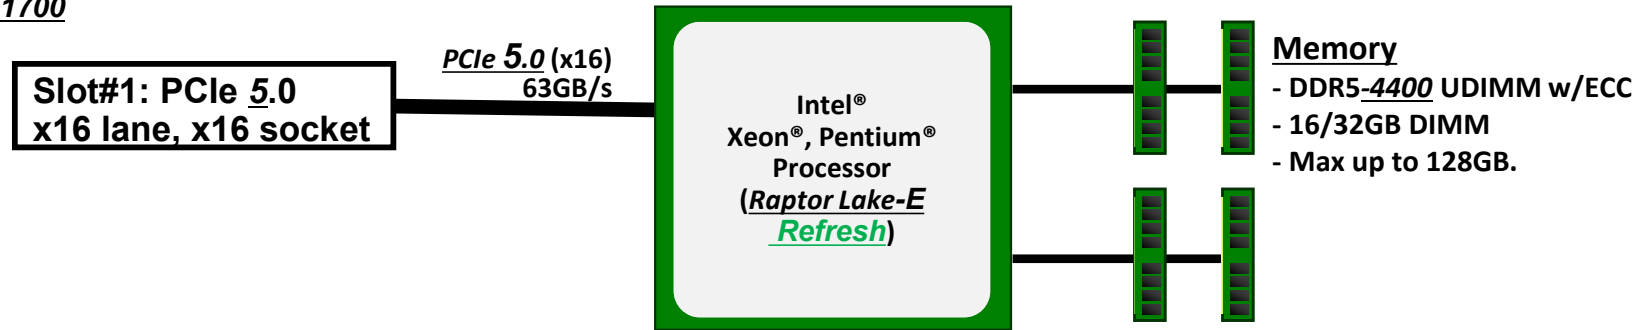 1700
PCIe 5.0 (x16)
63GB/s
Slot#1: PCIe 5.0
x16 lane, x16 socket
Intel®
Xeon®, Pentium®
Processor
(Raptor Lake-E
Refresh)
Memory
- DDR5-4400 UDIMM w/ECC
- 16/32GB DIMM
- Max up to 128GB.